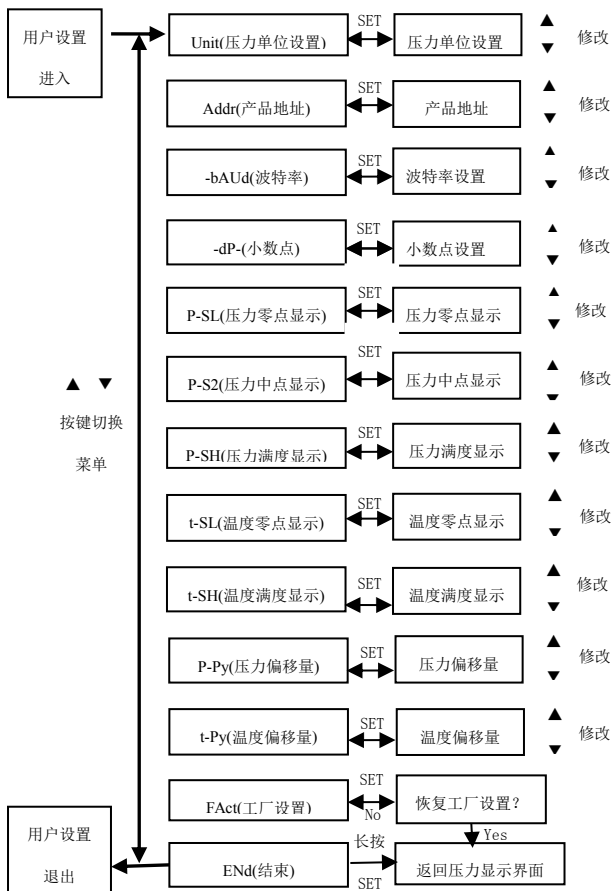 用户设置
进入
Unit(压力单位设置)
SET
压力单位设置
▲
▼
修改
Addr(产品地址)
SET
产品地址
▲
▼
修改
-bAUd(波特率)
SET
波特率设置
▲
▼
修改
-dP-(小数点)
SET
小数点设置
▲
▼
修改
P-SL(压力零点显示)
SET
压力零点显示
▲
▼
修改
P-S2(压力中点显示)
SET
压力中点显示
▲
▼
修改
▲ ▼
按键切换
菜单
P-SH(压力满度显示)
SET
压力满度显示
▲
▼
修改
t-SL(温度零点显示)
SET
温度零点显示
▲
▼
修改
t-SH(温度满度显示)
SET
温度满度显示
▲
▼
修改
P-Py(压力偏移量)
SET
压力偏移量
▲
▼
修改
t-Py(温度偏移量)
SET
温度偏移量
▲
▼
修改
FAct(工厂设置)
SET
No
恢复工厂设置?
Yes
用户设置
退出
ENd(结束)
长按
SET
返回压力显示界面